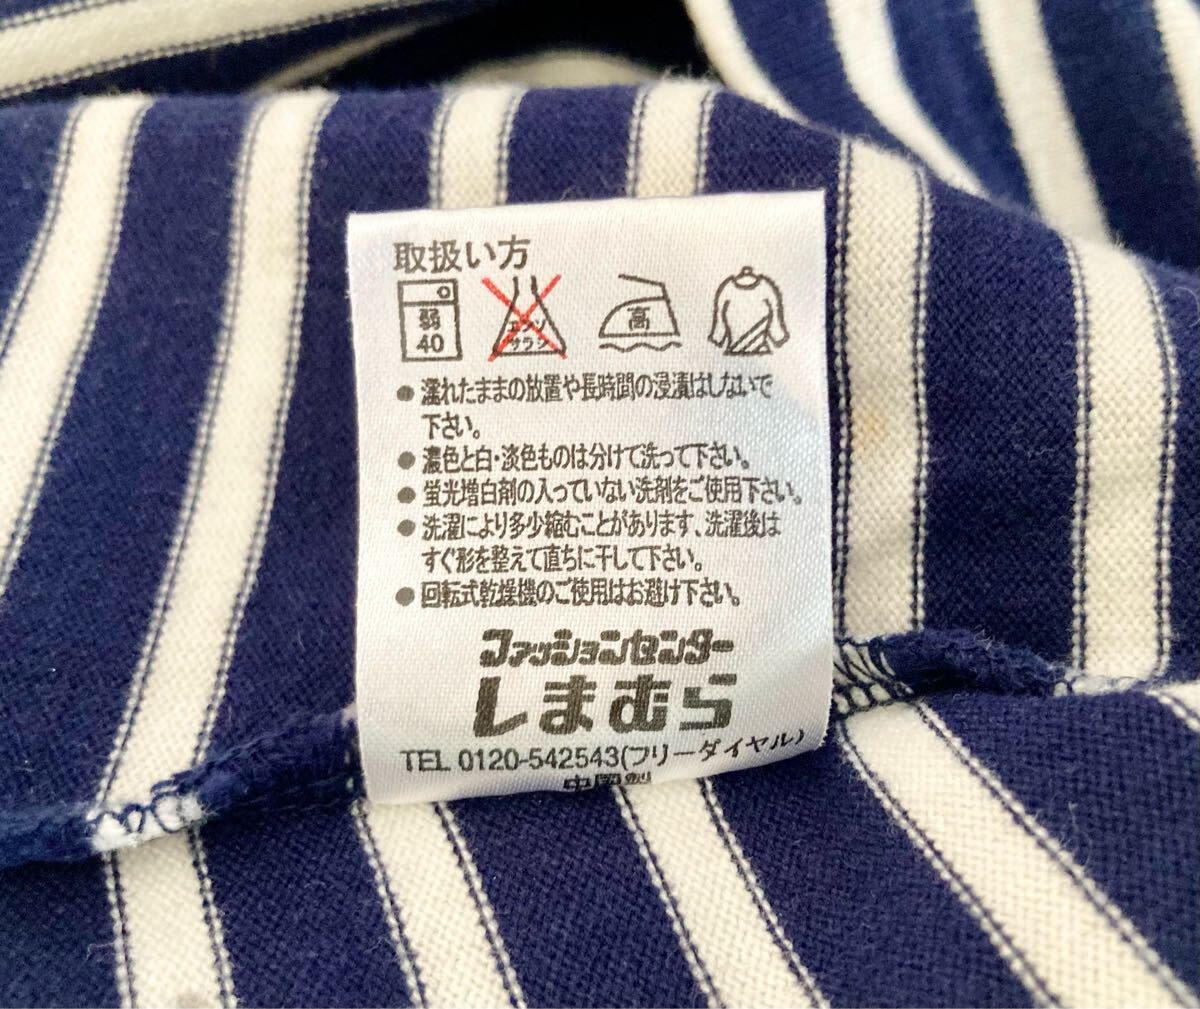 取扱い方
弱
40
エンソ
サラシ
高
● 濡れたままの放置や長時間の浸漬はしないで
下さい。
● 濃色と白・淡色ものは分けて洗って下さい。
● 蛍光増白剤の入っていない洗剤をご使用下さい。
● 洗濯により多少縮むことがあります、洗濯後は
すぐ形を整えて直ちに干して下さい。
● 回転式乾燥機のご使用はお避け下さい。
ファッションセンター
しまむら
TEL 0120-542543(フリーダイヤル)
中国製